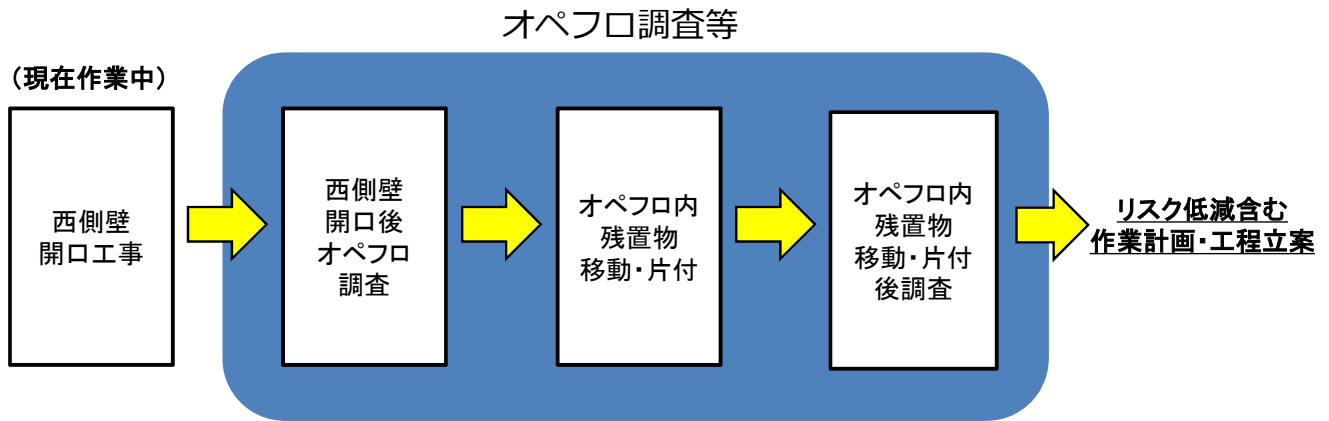 オペフロ調査等
(現在作業中)
西側壁
開口工事
西側壁
開口後
オペフロ
調査
オペフロ内
残置物
移動・片付
オペフロ内
残置物
移動・片付
後調査
リスク低減含む
作業計画・工程立案